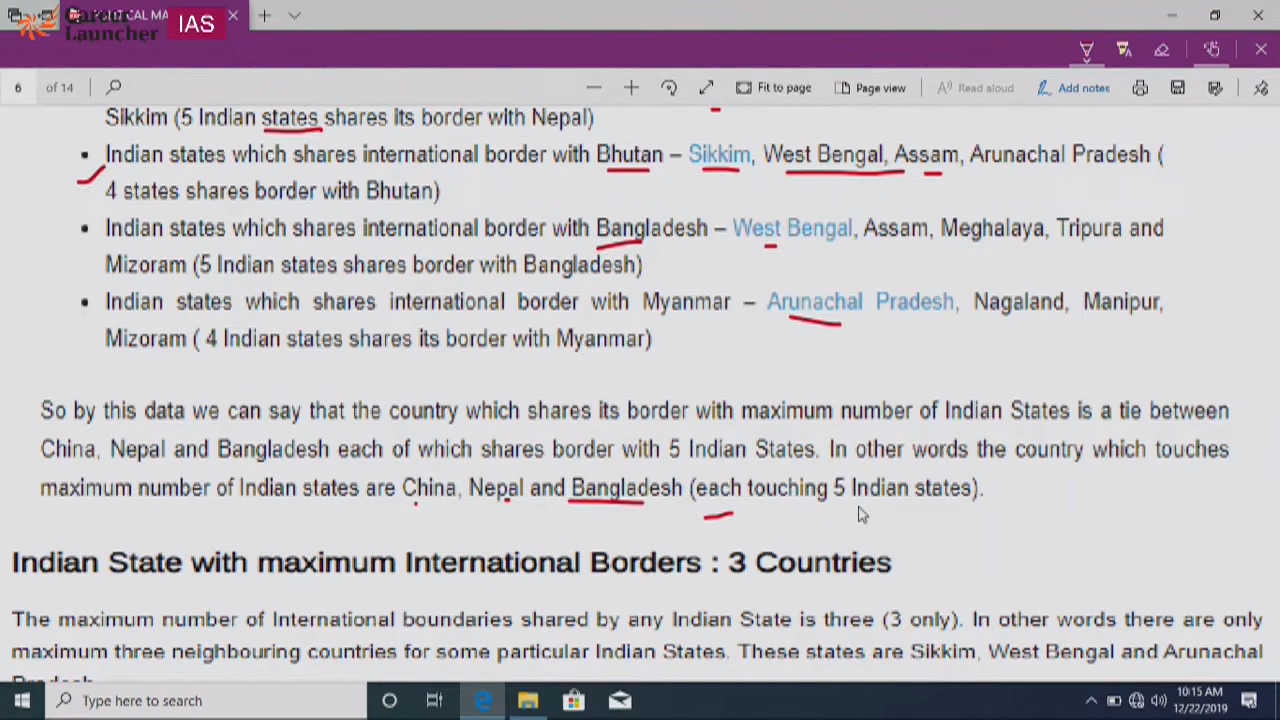 Career Launcher IAS
6 of 14 Fit to page Page view Read aloud Add notes
Sikkim (5 Indian states shares its border with Nepal)
• Indian states which shares international border with Bhutan – Sikkim, West Bengal, Assam, Arunachal Pradesh (
4 states shares border with Bhutan)
• Indian states which shares international border with Bangladesh – West Bengal, Assam, Meghalaya, Tripura and
Mizoram (5 Indian states shares border with Bangladesh)
• Indian states which shares international border with Myanmar – Arunachal Pradesh, Nagaland, Manipur,
Mizoram ( 4 Indian states shares its border with Myanmar)
So by this data we can say that the country which shares its border with maximum number of Indian States is a tie between
China, Nepal and Bangladesh each of which shares border with 5 Indian States. In other words the country which touches
maximum number of Indian states are China, Nepal and Bangladesh (each touching 5 Indian states).
Indian State with maximum International Borders : 3 Countries
The maximum number of International boundaries shared by any Indian State is three (3 only). In other words there are only
maximum three neighbouring countries for some particular Indian States. These states are Sikkim, West Bengal and Arunachal
Type here to search
10:15 AM
12/22/2019